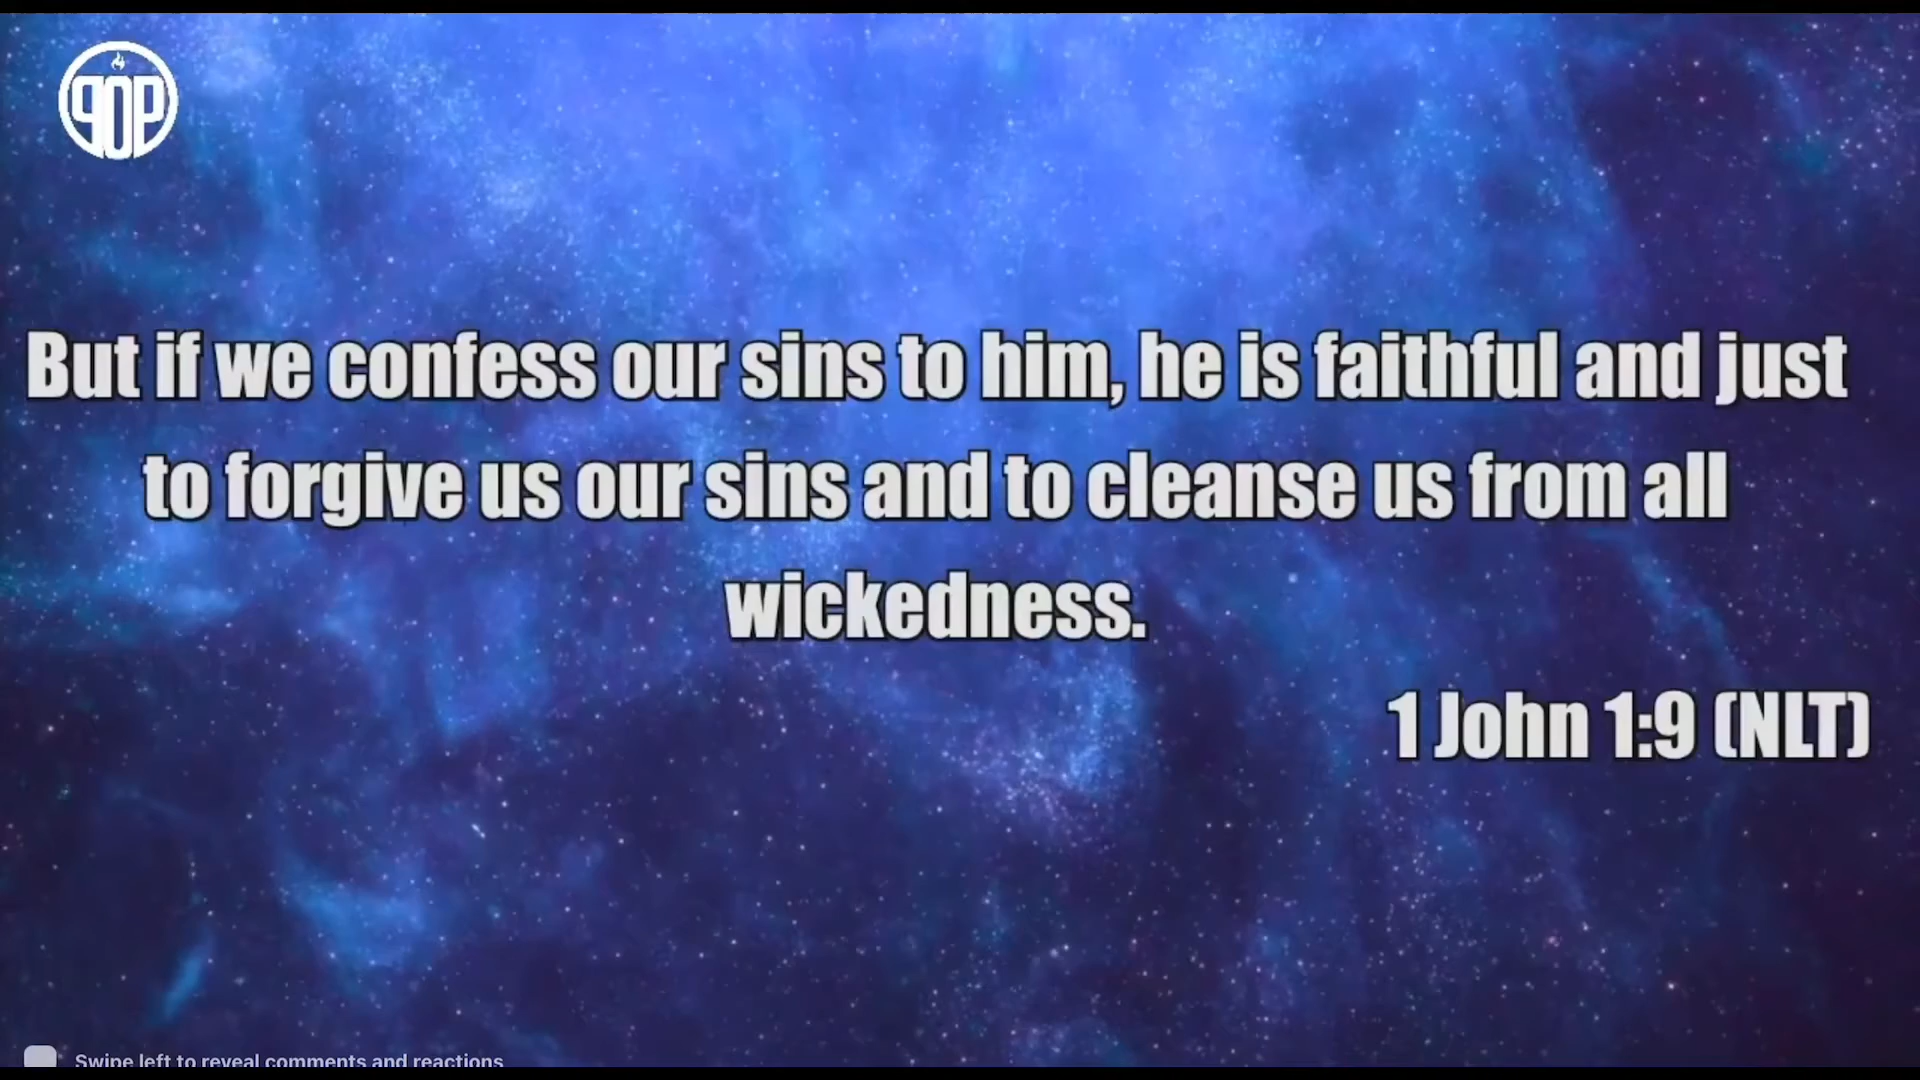 POP
But if we confess our sins to him, he is faithful and just
to forgive us our sins and to cleanse us from all
wickedness.
1 John 1:9 (NLT)
Swipe left to reveal comments and reactions